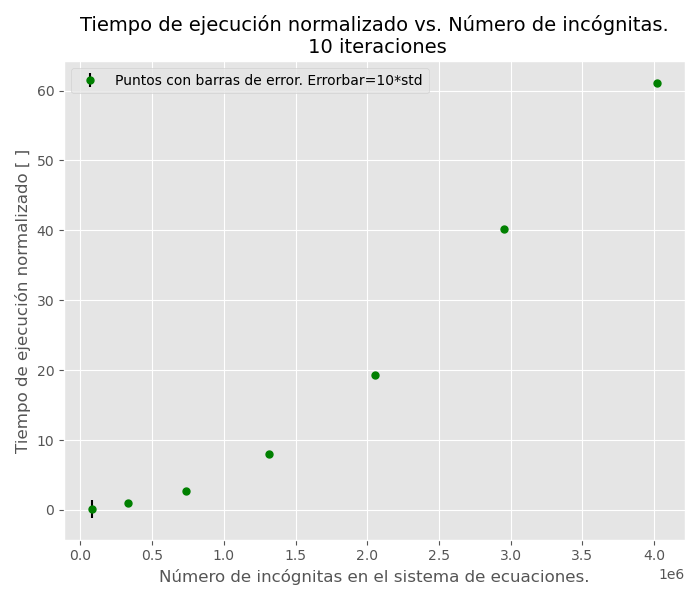 Tiempo de ejecución normalizado vs. Número de incógnitas.
10 iteraciones
Puntos con barras de error. Errorbar=10*std
Tiempo de ejecución normalizado [ ]
60
50
40
30
20
10
0
0.0 0.5 1.0 1.5 2.0 2.5 3.0 3.5 4.0
1e6
Número de incógnitas en el sistema de ecuaciones.